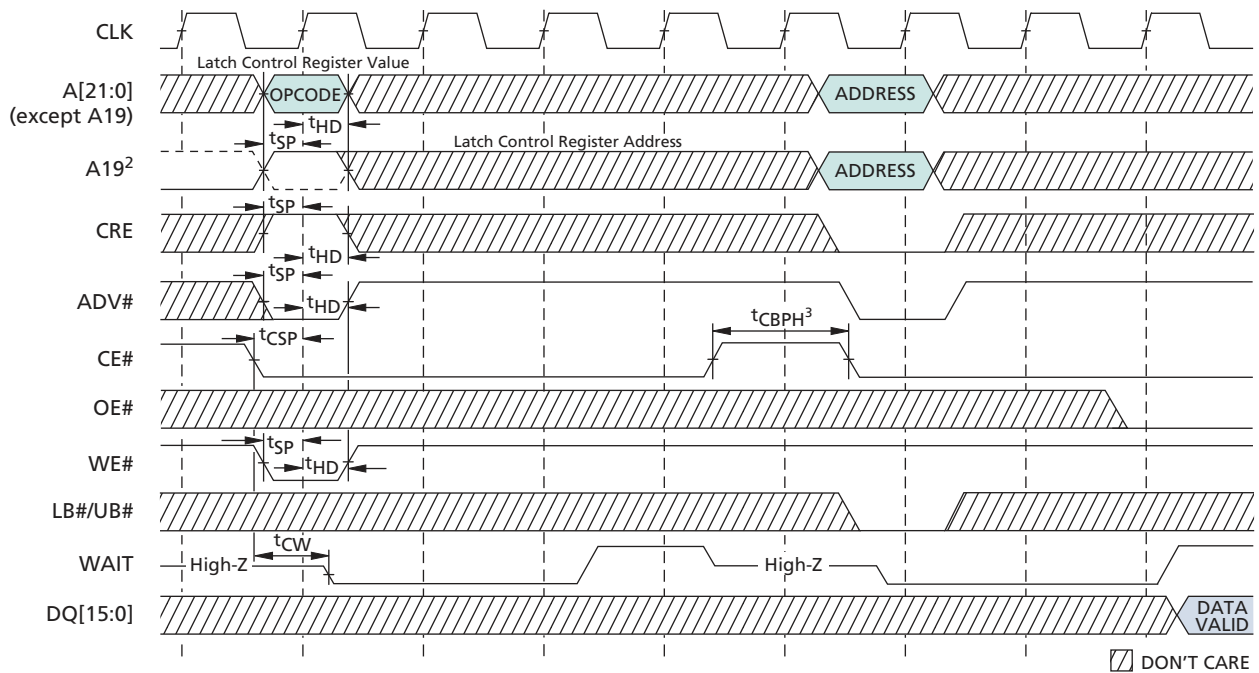 CLK
Latch Control Register Value
A[21:0]
(except A19)
OPCODE
ADDRESS
tHD
tSP
Latch Control Register Address
A19²
ADDRESS
tSP
CRE
tHD
tSP
ADV#
tHD
tCBPH³
tCSP
CE#
OE#
tSP
WE#
tHD
LB#/UB#
tCW
WAIT
High-Z
High-Z
DQ[15:0]
DATA
VALID
DON'T CARE